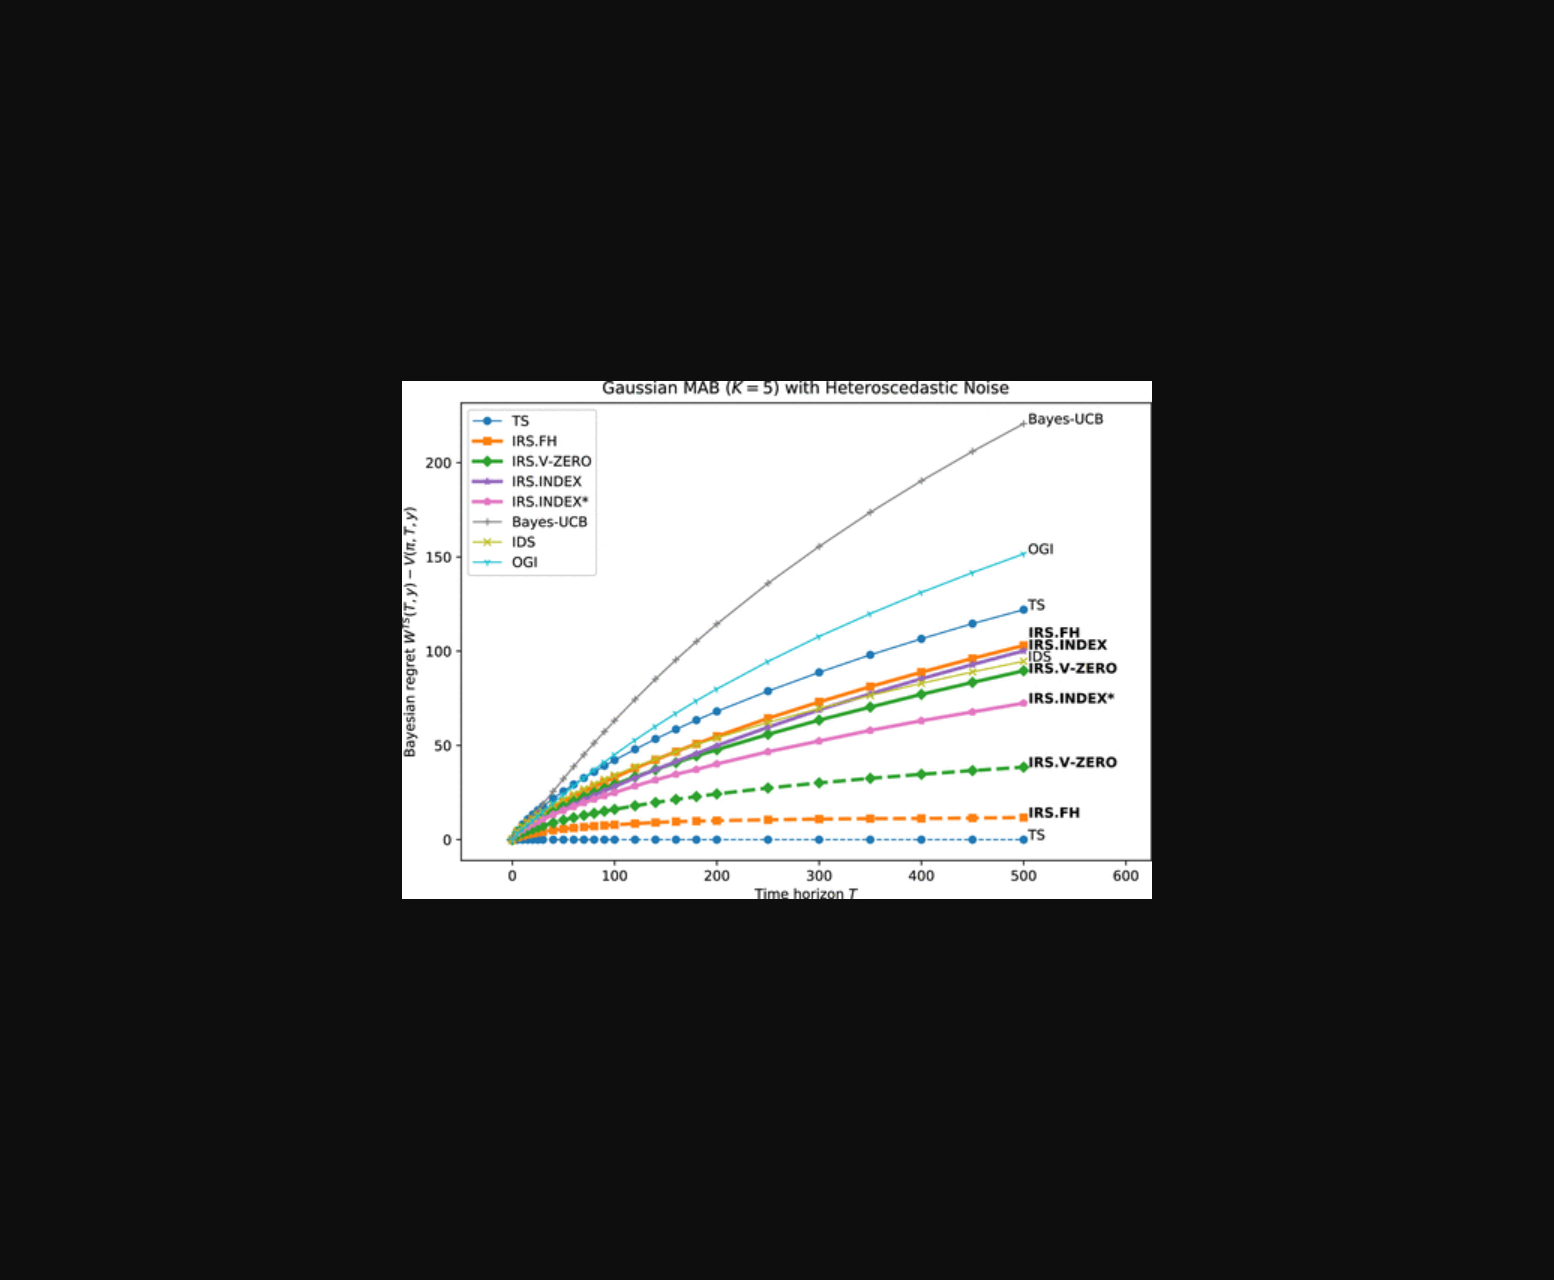 Gaussian MAB (K = 5) with Heteroscedastic Noise
Bayesian regret W^TS(T, y) − V(π, T, y)
200
150
100
50
0
TS
IRS.FH
IRS.V-ZERO
IRS.INDEX
IRS.INDEX*
Bayes-UCB
IDS
OGI
Bayes-UCB
OGI
TS
IRS.FH
IRS.INDEX
IDS
IRS.V-ZERO
IRS.INDEX*
IRS.V-ZERO
IRS.FH
TS
0 100 200 300 400 500 600
Time horizon T